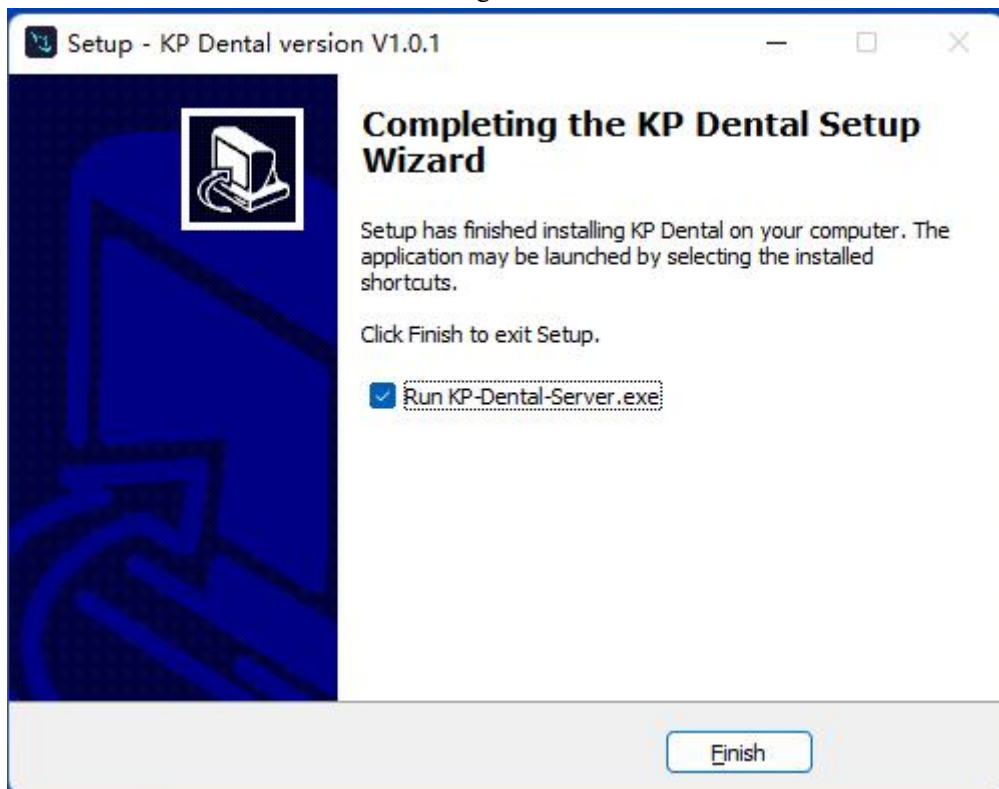 Setup - KP Dental version V1.0.1
Completing the KP Dental Setup
Wizard
Setup has finished installing KP Dental on your computer. The
application may be launched by selecting the installed
shortcuts.
Click Finish to exit Setup.
Run KP-Dental-Server.exe
Finish